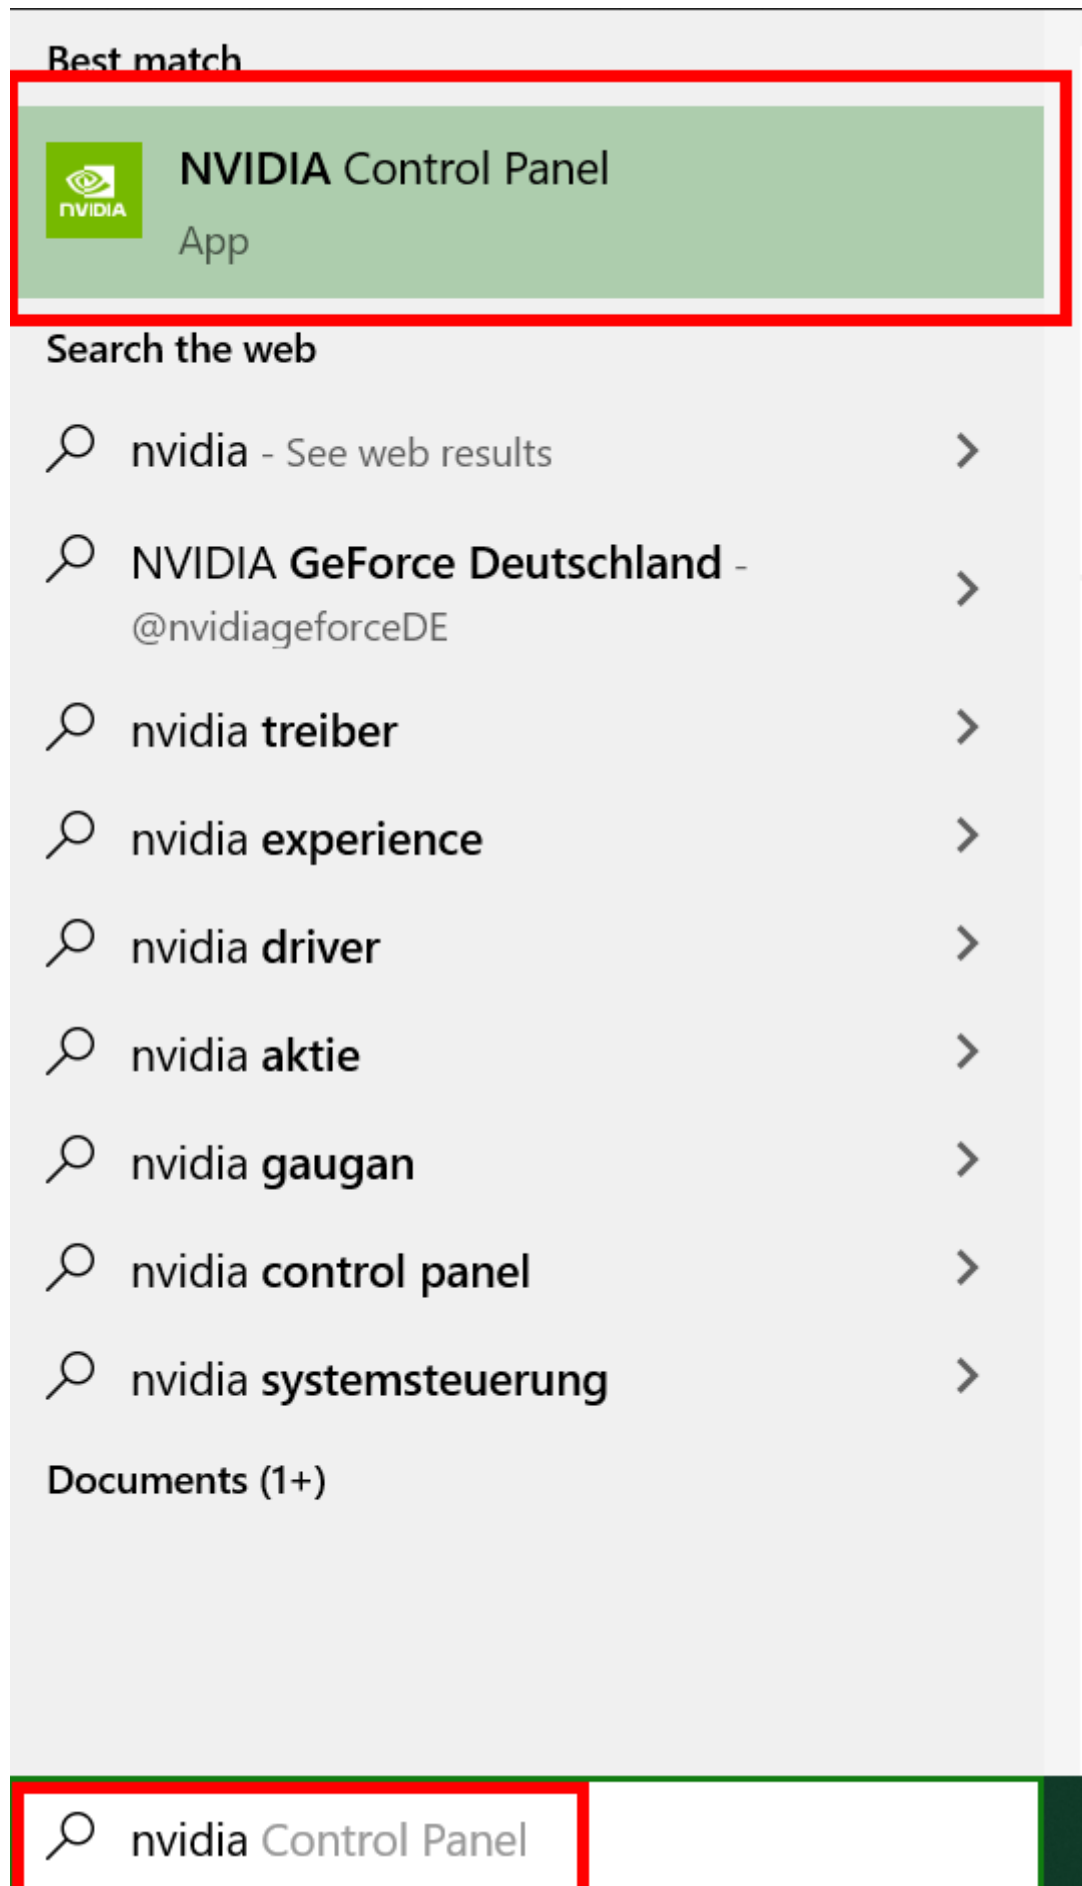 Best match
NVIDIA Control Panel
NVIDIA
App
Search the web
nvidia - See web results
NVIDIA GeForce Deutschland -
@nvidiageforceDE
nvidia treiber
nvidia experience
nvidia driver
nvidia aktie
nvidia gaugan
nvidia control panel
nvidia systemsteuerung
Documents (1+)
nvidia Control Panel